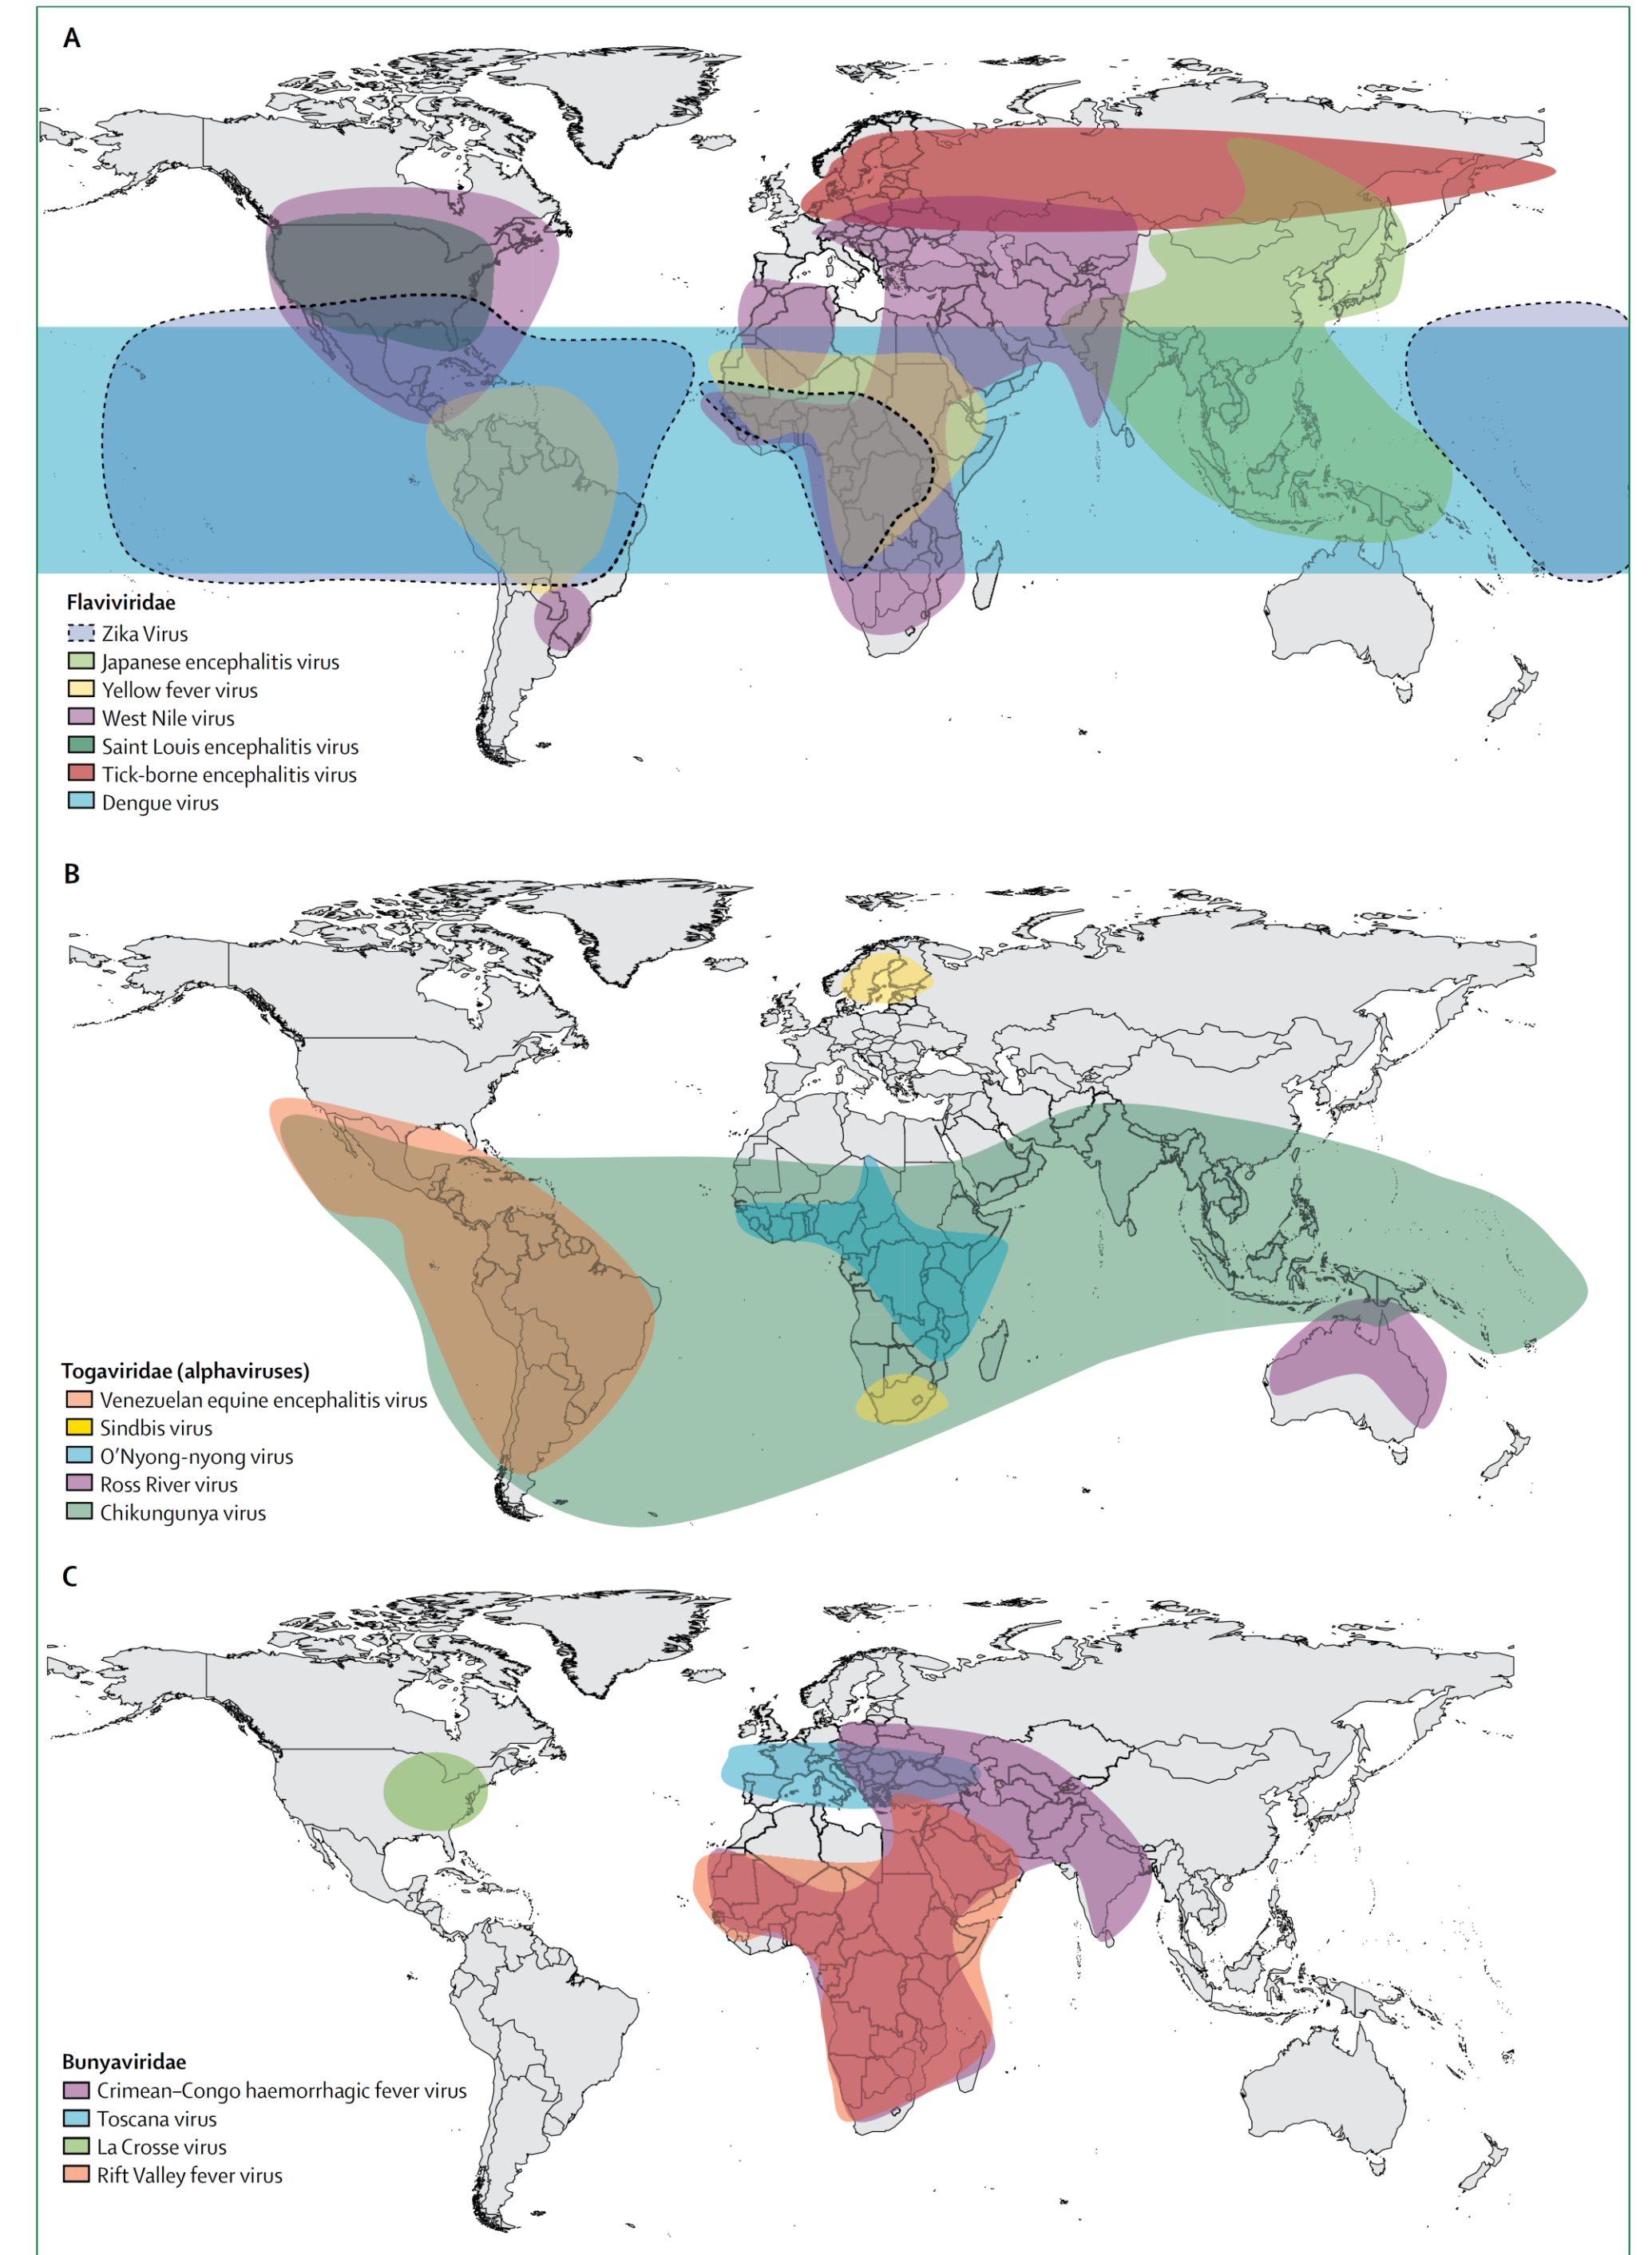 A
Flaviviridae
Zika Virus
Japanese encephalitis virus
Yellow fever virus
West Nile virus
Saint Louis encephalitis virus
Tick-borne encephalitis virus
Dengue virus
B
Togaviridae (alphaviruses)
Venezuelan equine encephalitis virus
Sindbis virus
O’Nyong-nyong virus
Ross River virus
Chikungunya virus
C
Bunyaviridae
Crimean–Congo haemorrhagic fever virus
Toscana virus
La Crosse virus
Rift Valley fever virus